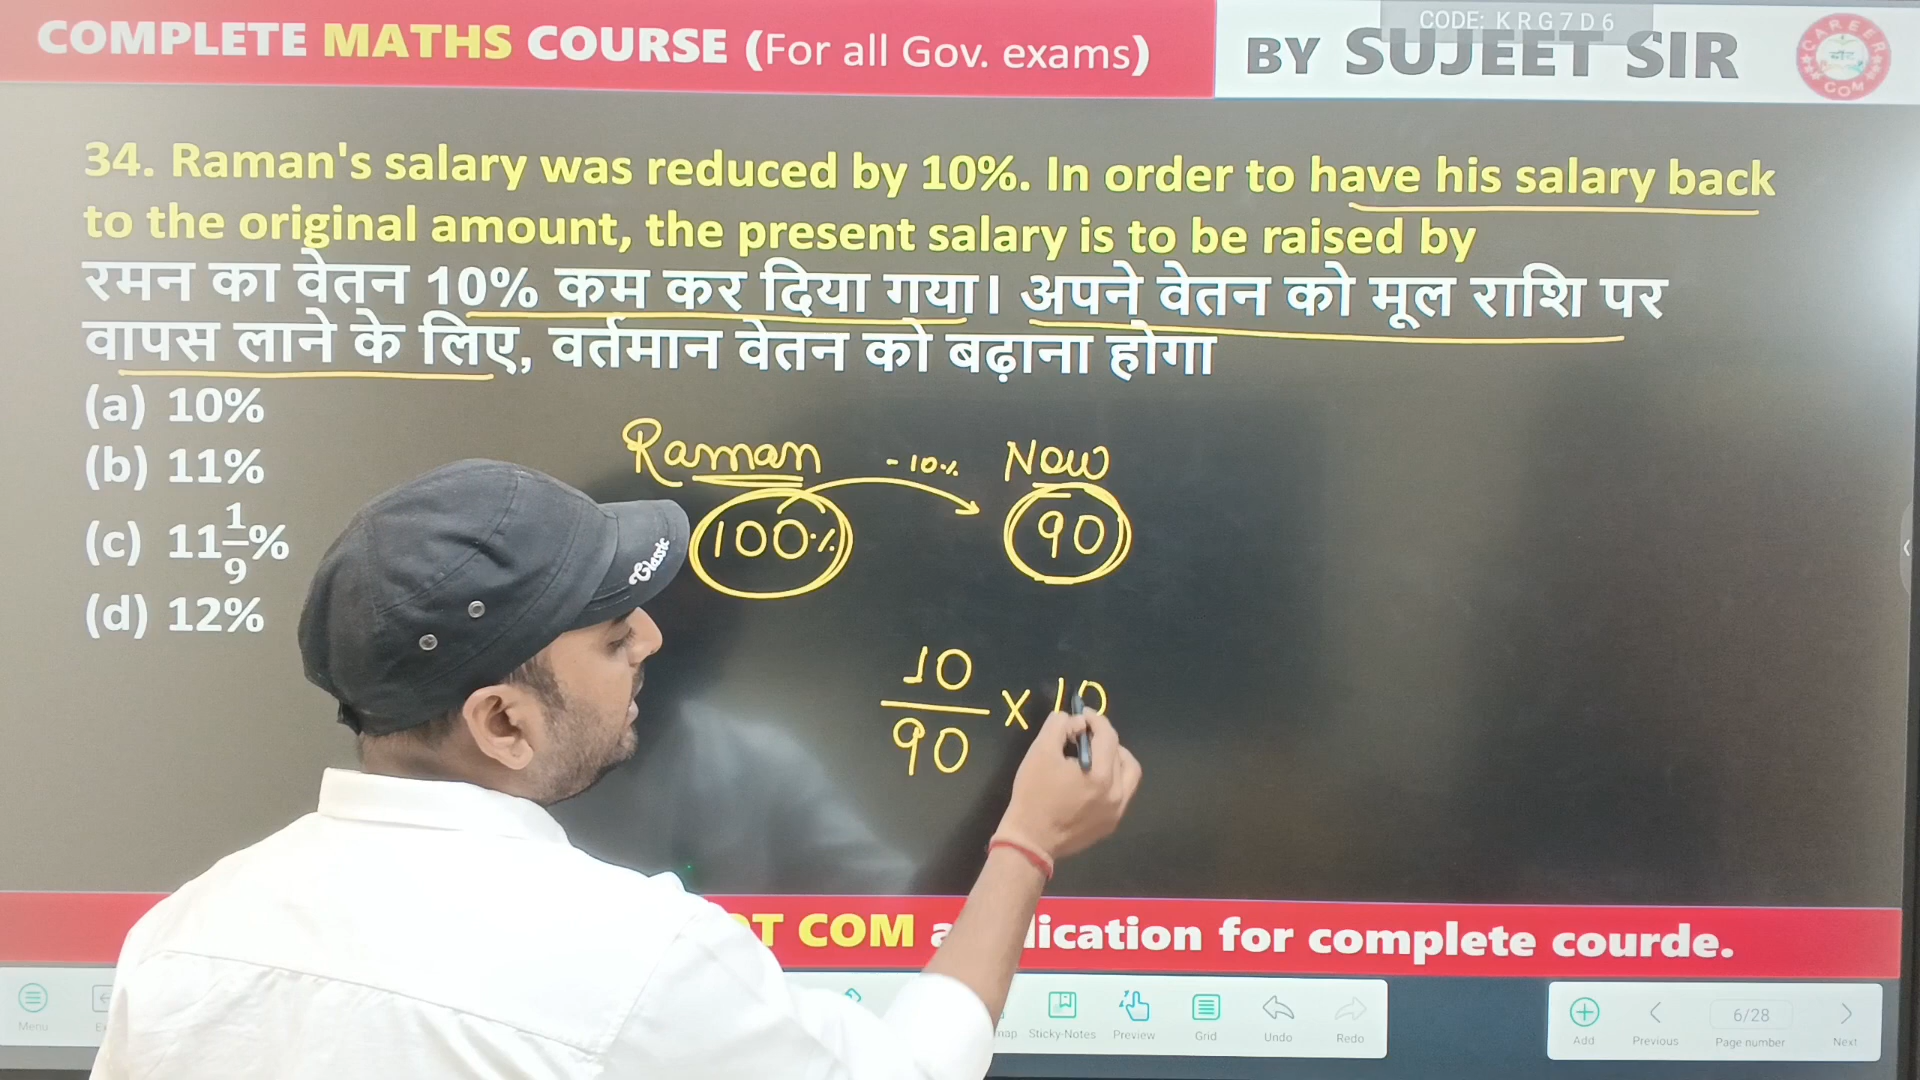 COMPLETE MATHS COURSE (For all Gov. exams)
BY SUJEET SIR
CODE: KRG7D6
CAREER
COM
34. Raman's salary was reduced by 10%. In order to have his salary back
to the original amount, the present salary is to be raised by
रमन का वेतन 10% कम कर दिया गया। अपने वेतन को मूल राशि पर
वापस लाने के लिए, वर्तमान वेतन को बढ़ाना होगा
(a) 10%
(b) 11%
(c) 11 1/9 %
(d) 12%
Raman -10% Now
100% 90
10/90 × 10
Classic
COM lication for complete courde.
Menu Sticky Notes Preview Grid Undo Redo
Add Previous 6/28 Page number Next